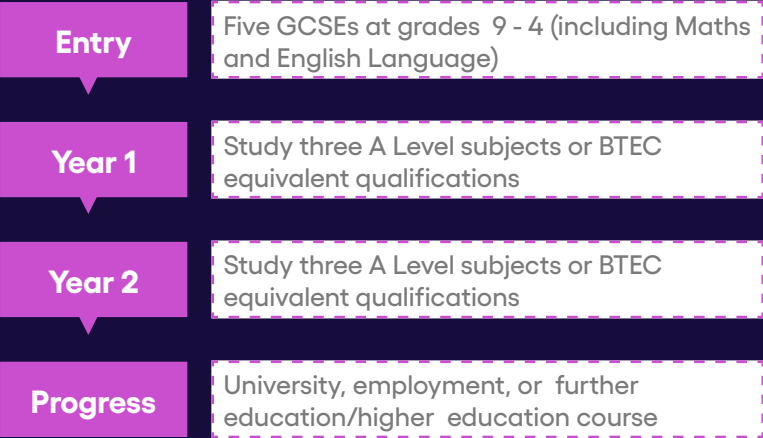 Entry
Five GCSEs at grades 9 - 4 (including Maths
and English Language)
Year 1
Study three A Level subjects or BTEC
equivalent qualifications
Year 2
Study three A Level subjects or BTEC
equivalent qualifications
Progress
University, employment, or further
education/higher education course